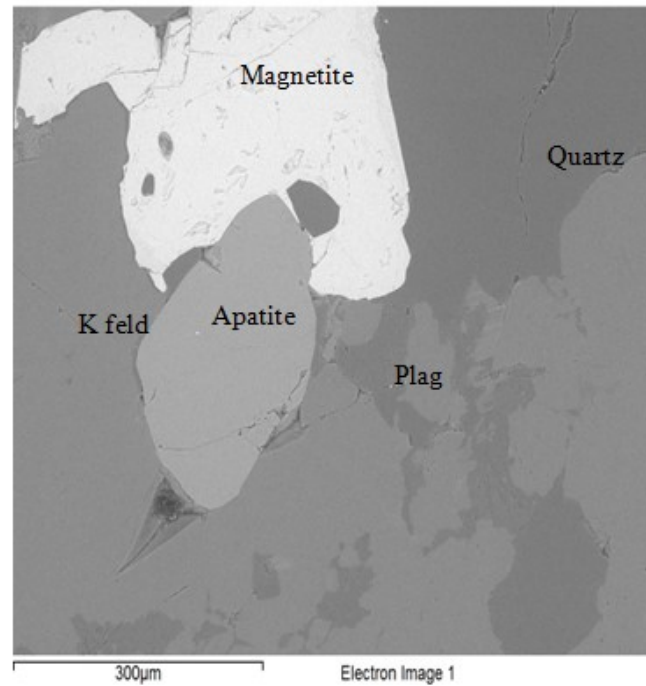 Magnetite
Quartz
K feld
Apatite
Plag
300µm
Electron Image 1